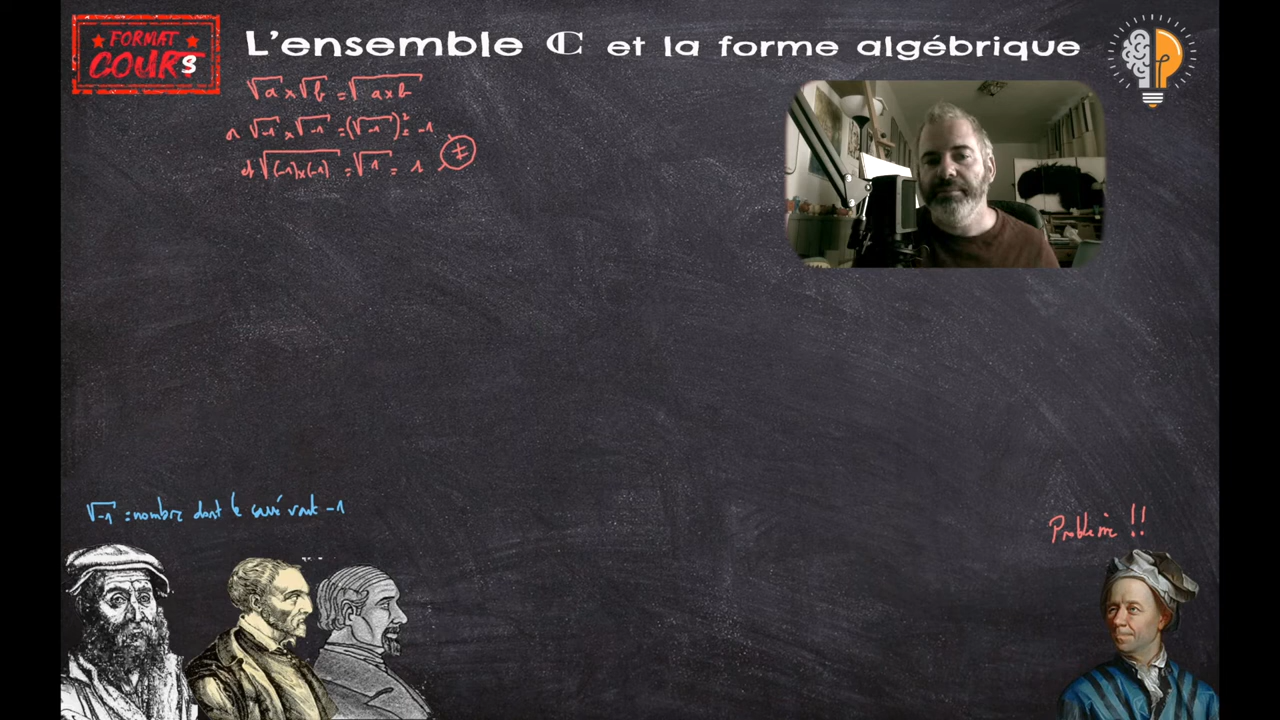 FORMAT
COURS
L'ensemble ℂ et la forme algébrique
√a × √b = √a×b
or √-1 × √-1 = (√-1)² = -1
et √(-1)×(-1) = √1 = 1 ≠
√-1 = nombre dont le carré vaut -1
Problème !!